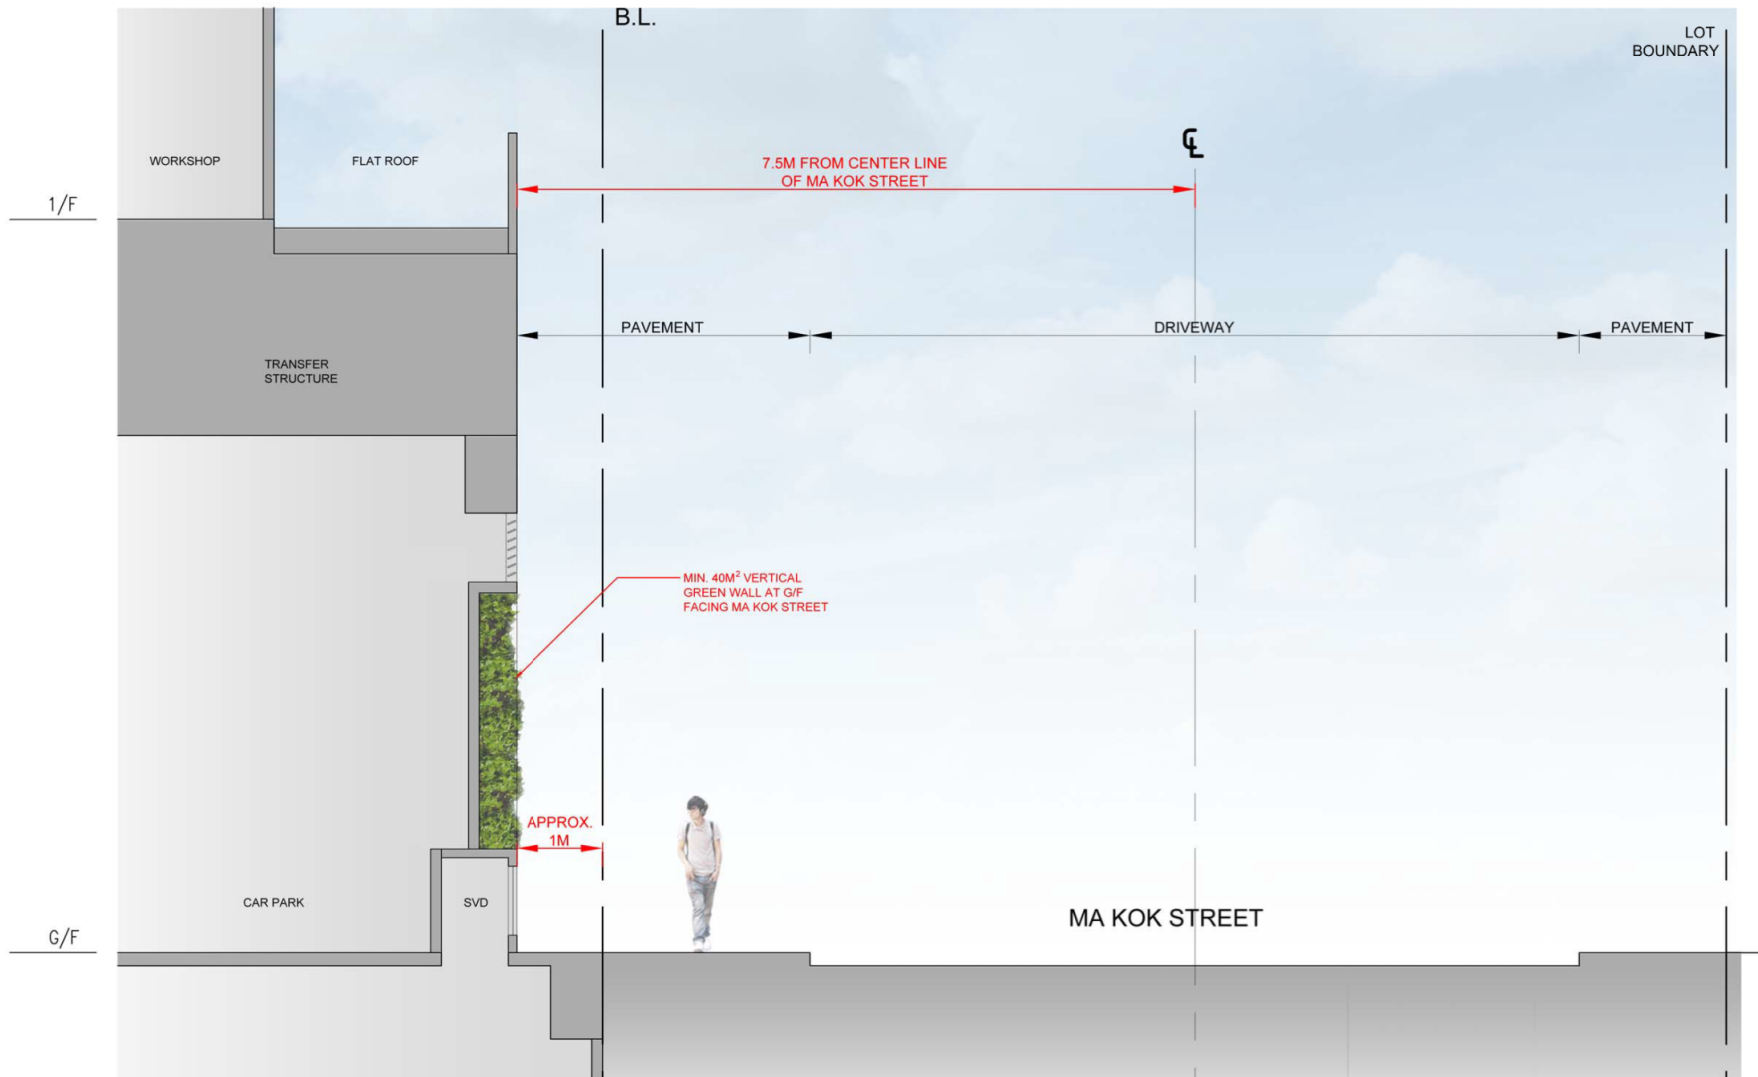 B.L.
LOT
BOUNDARY
℄
WORKSHOP
FLAT ROOF
7.5M FROM CENTER LINE
OF MA KOK STREET
1/F
PAVEMENT
DRIVEWAY
PAVEMENT
TRANSFER
STRUCTURE
MIN. 40M² VERTICAL
GREEN WALL AT G/F
FACING MA KOK STREET
APPROX.
1M
CAR PARK
SVD
MA KOK STREET
G/F